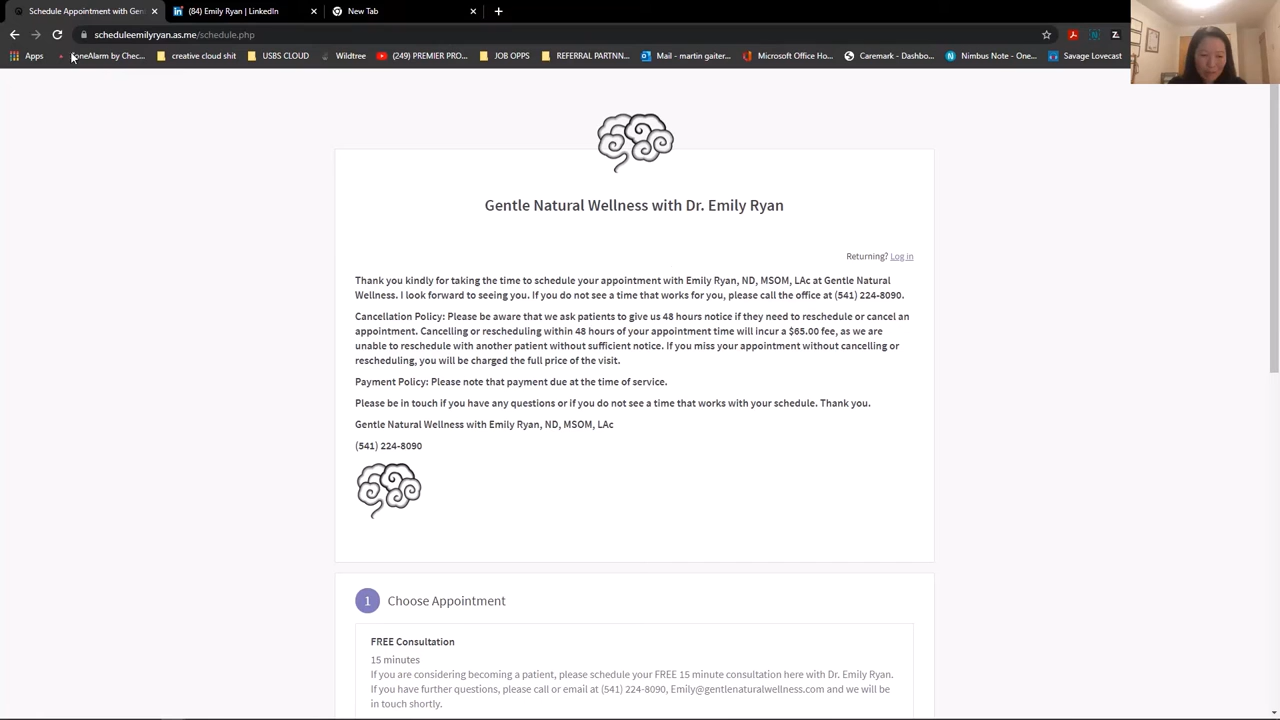 Schedule Appointment with Ge
(84) Emily Ryan | LinkedIn
New Tab
scheduleemilyryan.as.me/schedule.php
Apps
ZoneAlarm by Chec...
creative cloud shit
USBS CLOUD
Wildtree
(249) PREMIER PRO...
JOB OPPS
REFERRAL PARTNN...
Mail - martin gaiter...
Microsoft Office Ho...
Caremark - Dashbo...
Nimbus Note - One...
Savage Lovecast
Gentle Natural Wellness with Dr. Emily Ryan
Returning? Log in
Thank you kindly for taking the time to schedule your appointment with Emily Ryan, ND, MSOM, LAc at Gentle Natural
Wellness. I look forward to seeing you. If you do not see a time that works for you, please call the office at (541) 224-8090.
Cancellation Policy: Please be aware that we ask patients to give us 48 hours notice if they need to reschedule or cancel an
appointment. Cancelling or rescheduling within 48 hours of your appointment time will incur a $65.00 fee, as we are
unable to reschedule with another patient without sufficient notice. If you miss your appointment without cancelling or
rescheduling, you will be charged the full price of the visit.
Payment Policy: Please note that payment due at the time of service.
Please be in touch if you have any questions or if you do not see a time that works with your schedule. Thank you.
Gentle Natural Wellness with Emily Ryan, ND, MSOM, LAc
(541) 224-8090
1 Choose Appointment
FREE Consultation
15 minutes
If you are considering becoming a patient, please schedule your FREE 15 minute consultation here with Dr. Emily Ryan.
If you have further questions, please call or email at (541) 224-8090, Emily@gentlenaturalwellness.com and we will be
in touch shortly.